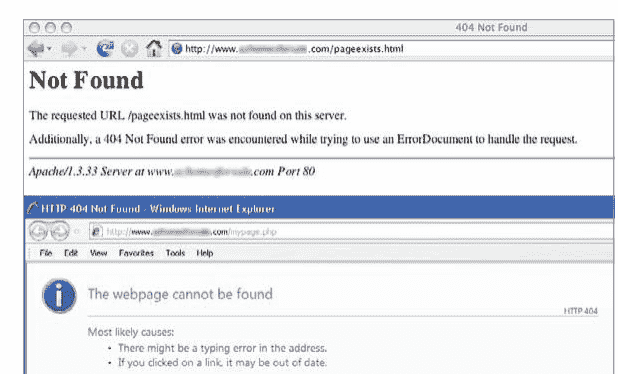 404 Not Found
http://www. .com/pageexists.html
Not Found
The requested URL /pageexists.html was not found on this server.
Additionally, a 404 Not Found error was encountered while trying to use an ErrorDocument to handle the request.
Apache/1.3.33 Server at www. .com Port 80
HTTP 404 Not Found - Windows Internet Explorer
http://www. .com/mypage.php
File Edit View Favorites Tools Help
The webpage cannot be found
HTTP 404
Most likely causes:
• There might be a typing error in the address.
• If you clicked on a link, it may be out of date.